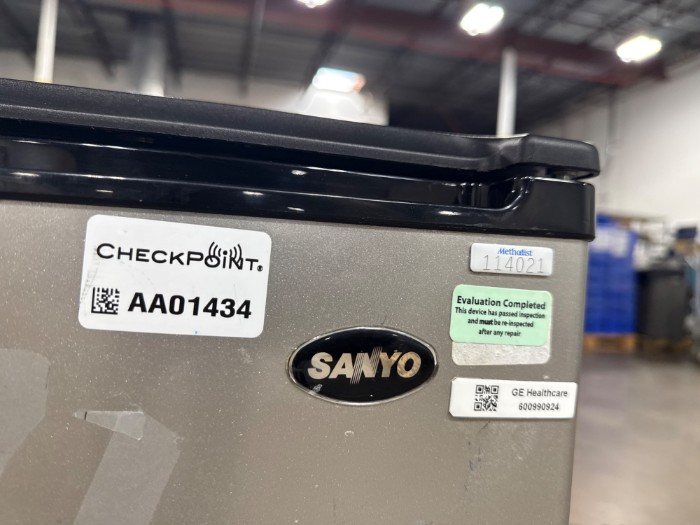 CHECKPOINT®
AA01434
Methodist
114021
Evaluation Completed
This device has passed inspection
and must be re-inspected
after any repair
SANYO
GE Healthcare
600990924